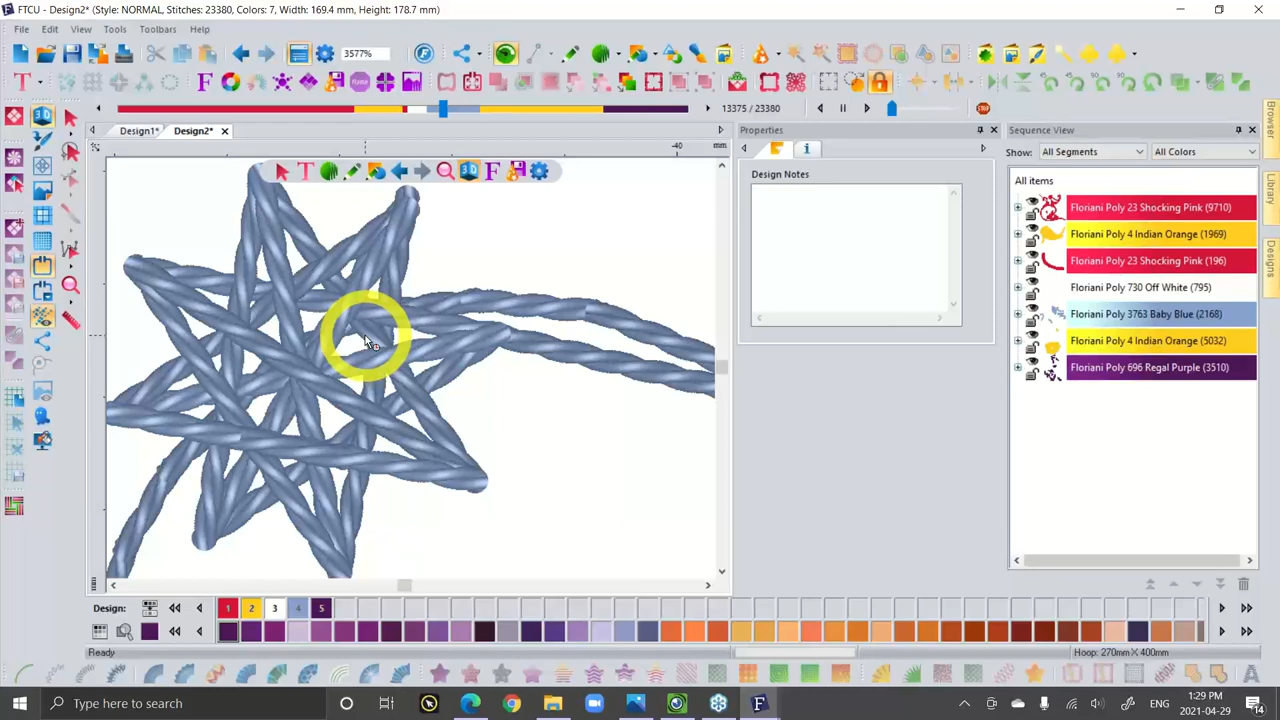 FTCU - Design2* (Style: NORMAL, Stitches: 23380, Colors: 7, Width: 169.4 mm, Height: 178.7 mm)
File Edit View Tools Toolbars Help
3577%
13375 / 23380
Design1* Design2*
-40 mm
Properties
Design Notes
Sequence View
Show: All Segments All Colors
All items
Floriani Poly 23 Shocking Pink (9710)
Floriani Poly 4 Indian Orange (1969)
Floriani Poly 23 Shocking Pink (196)
Floriani Poly 730 Off White (795)
Floriani Poly 3763 Baby Blue (2168)
Floriani Poly 4 Indian Orange (5032)
Floriani Poly 696 Regal Purple (3510)
Browser
Library
Designs
3D
STOP
Design: 1 2 3 4 5
Ready
Hoop: 270mm X 400mm
Type here to search
ENG
1:29 PM
2021-04-29
14